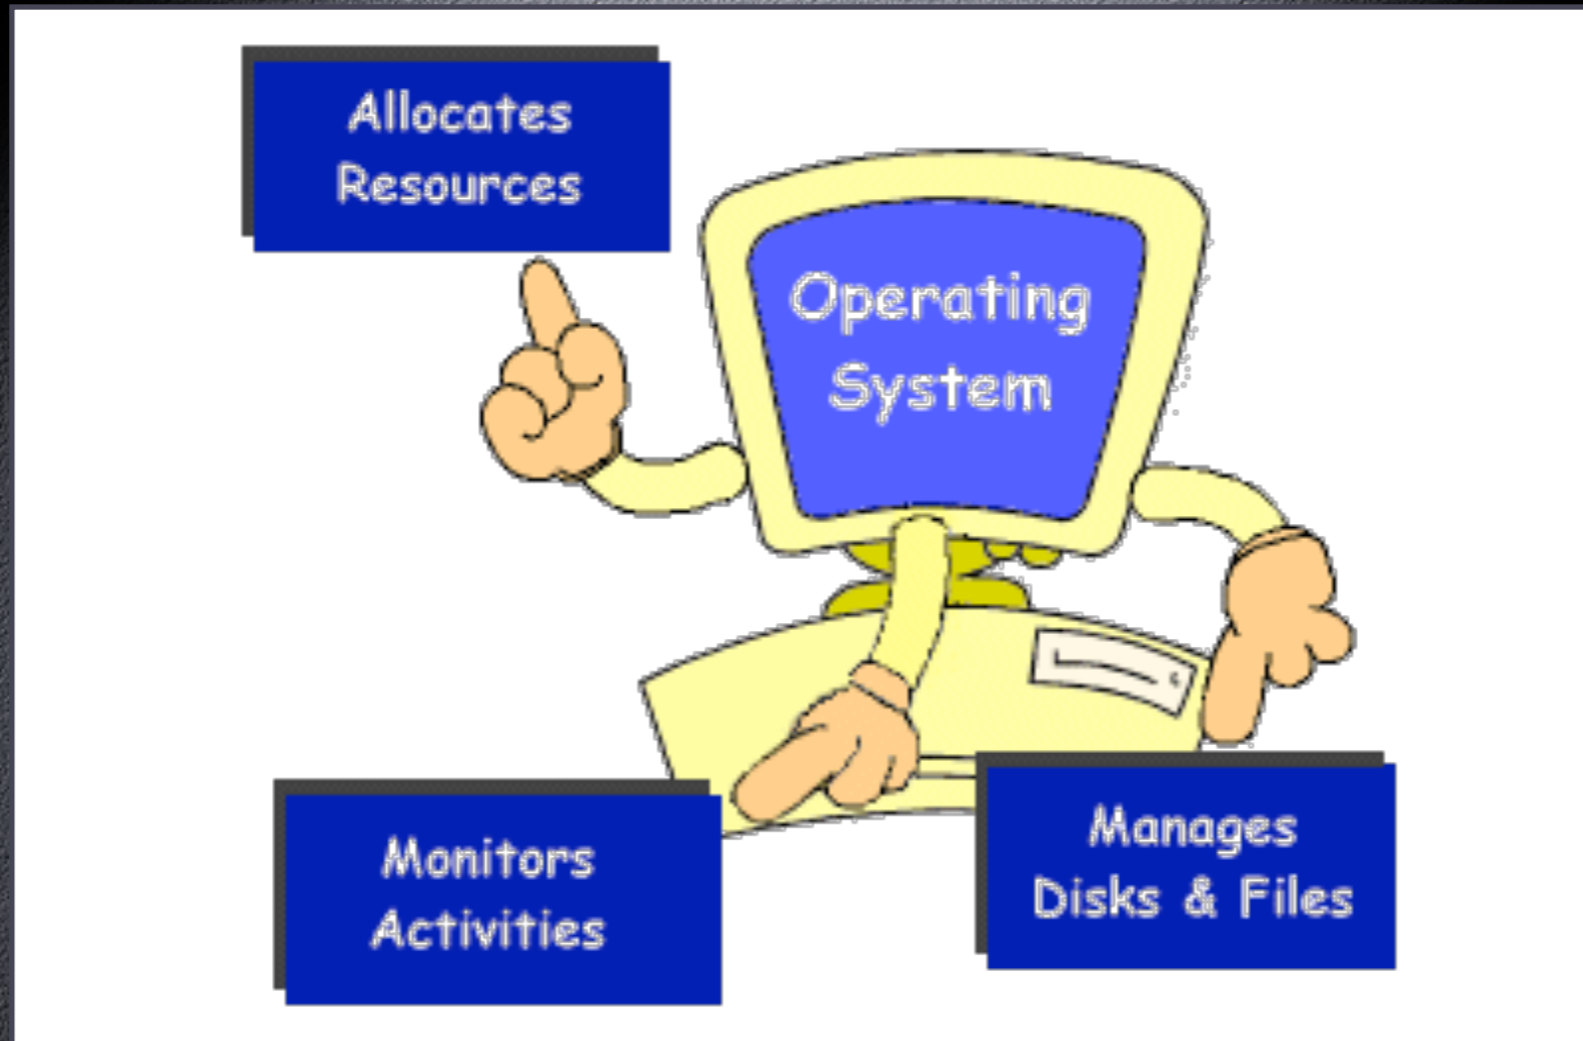 Allocates
Resources
Operating
System
Monitors
Activities
Manages
Disks & Files